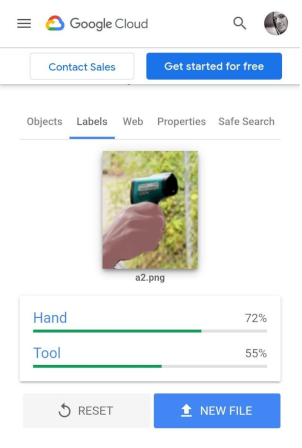 Google Cloud
Contact Sales
Get started for free
Objects Labels Web Properties Safe Search
a2.png
Hand 72%
Tool 55%
RESET NEW FILE